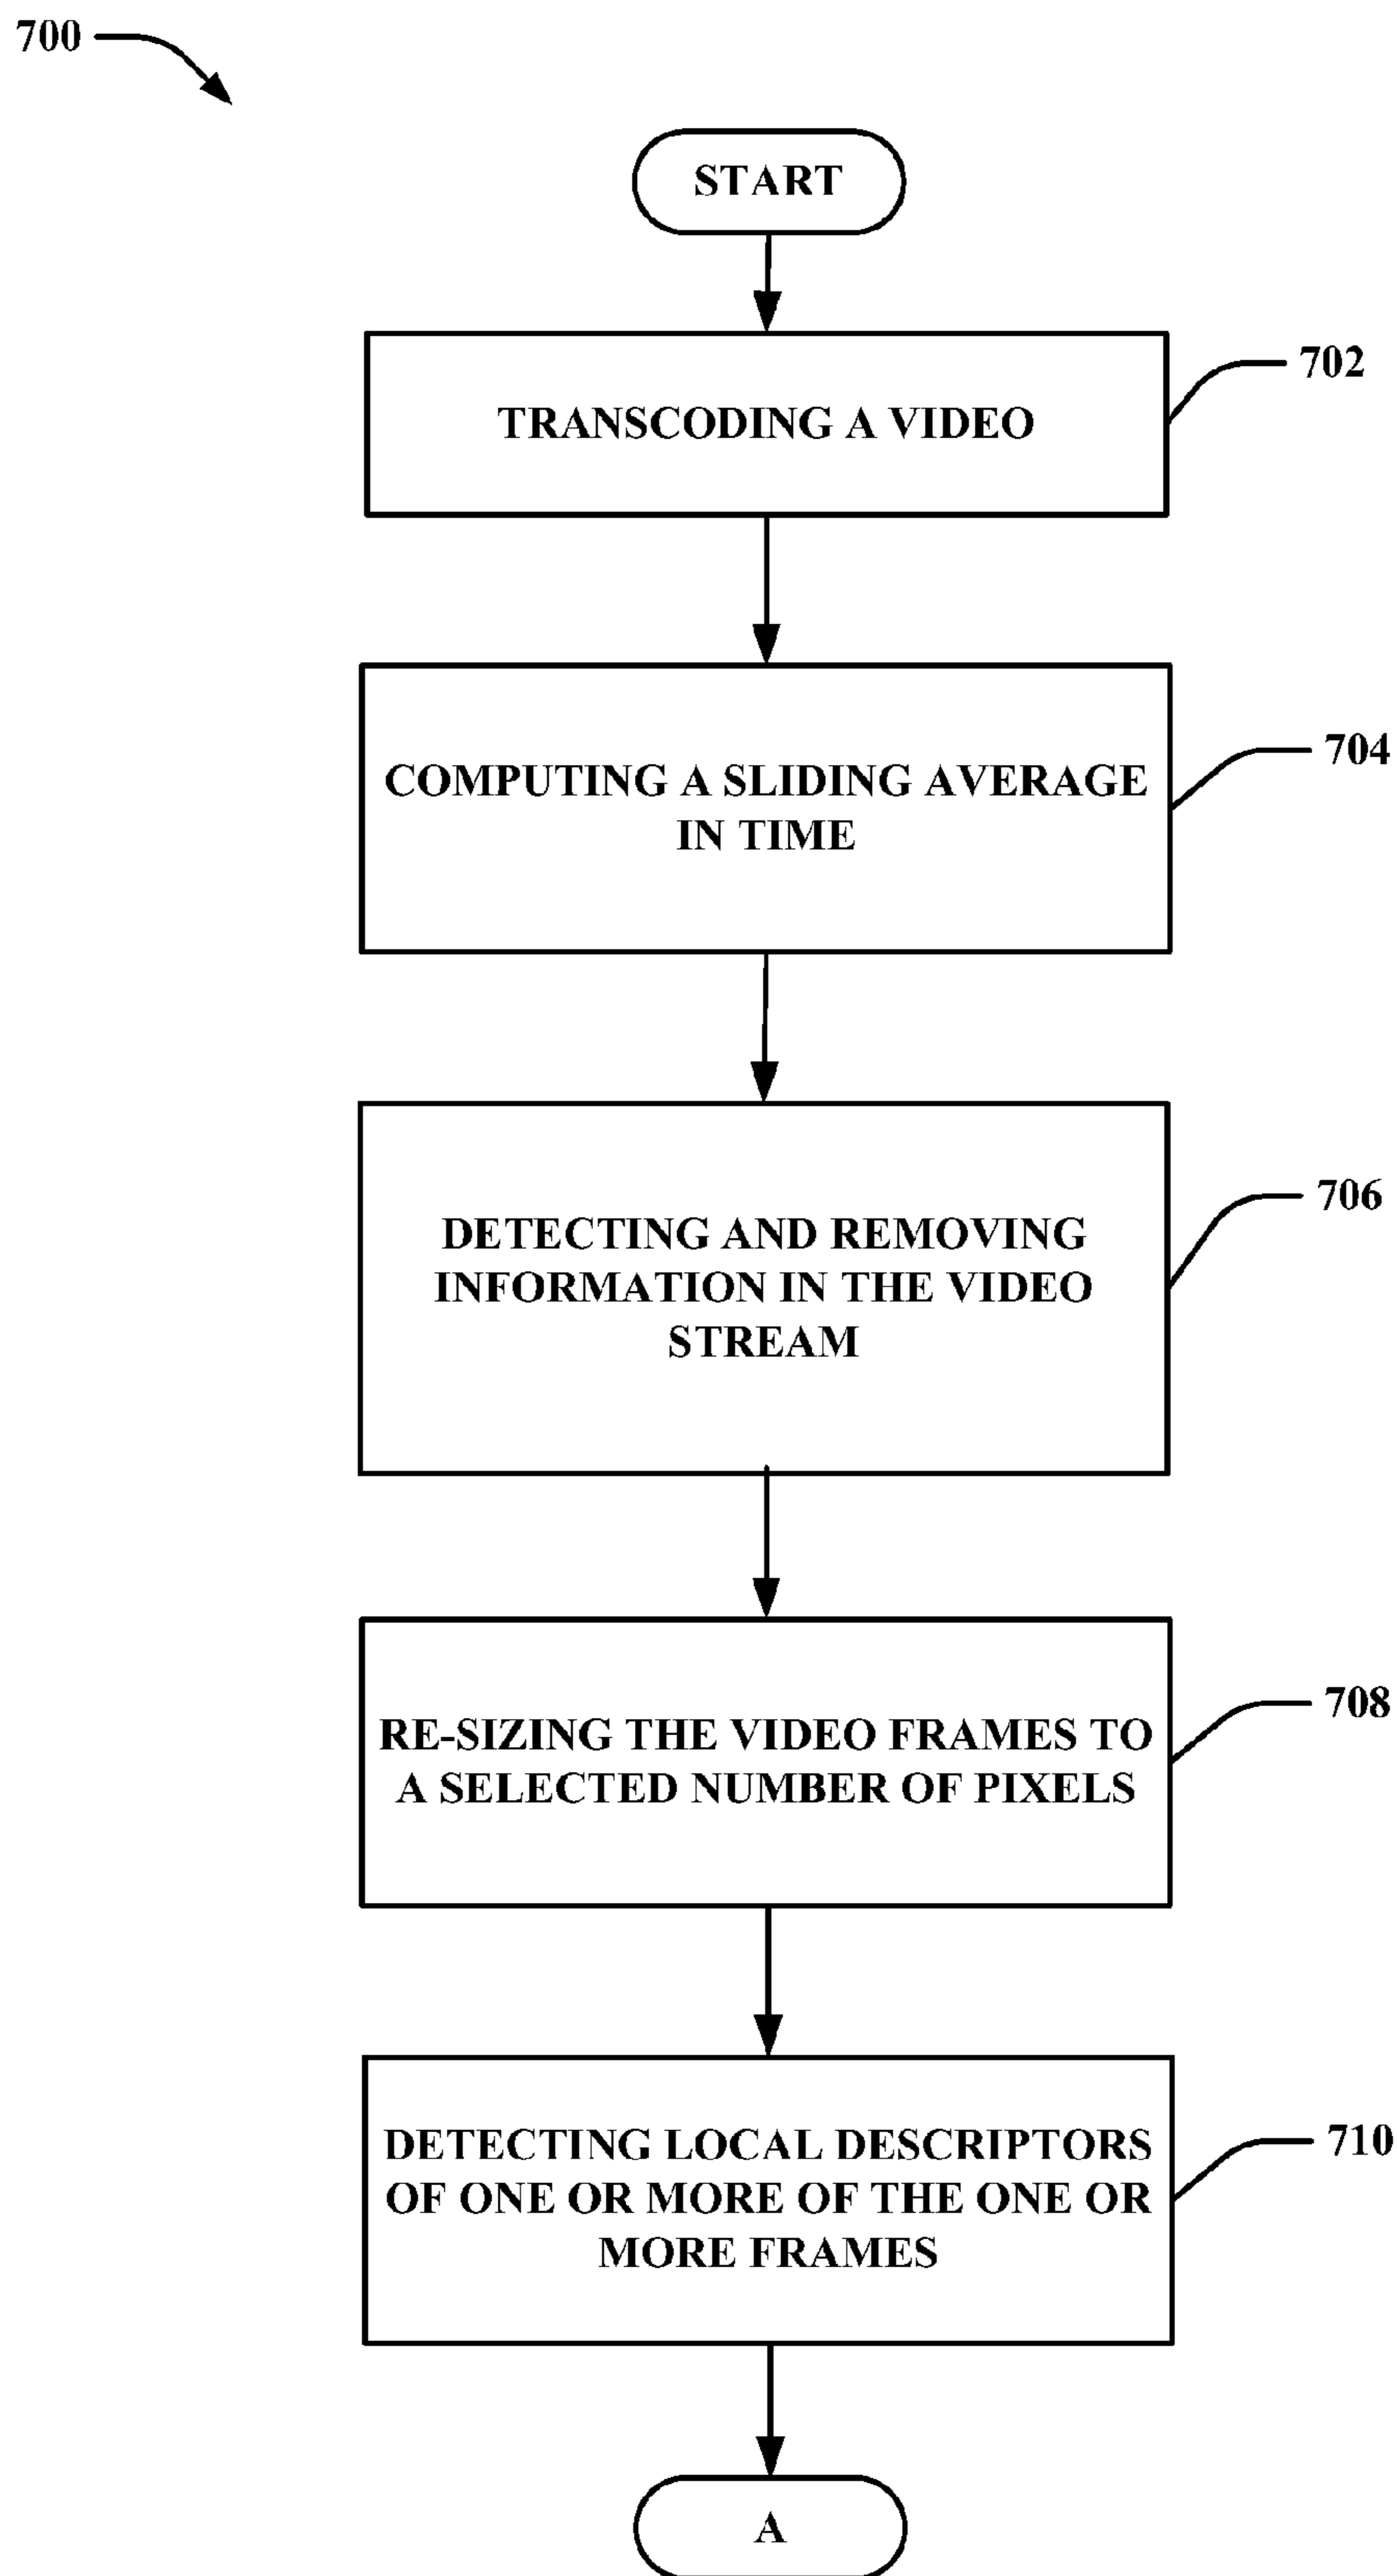 700
START
TRANSCODING A VIDEO
702
COMPUTING A SLIDING AVERAGE
IN TIME
704
DETECTING AND REMOVING
INFORMATION IN THE VIDEO
STREAM
706
RE-SIZING THE VIDEO FRAMES TO
A SELECTED NUMBER OF PIXELS
708
DETECTING LOCAL DESCRIPTORS
OF ONE OR MORE OF THE ONE OR
MORE FRAMES
710
A